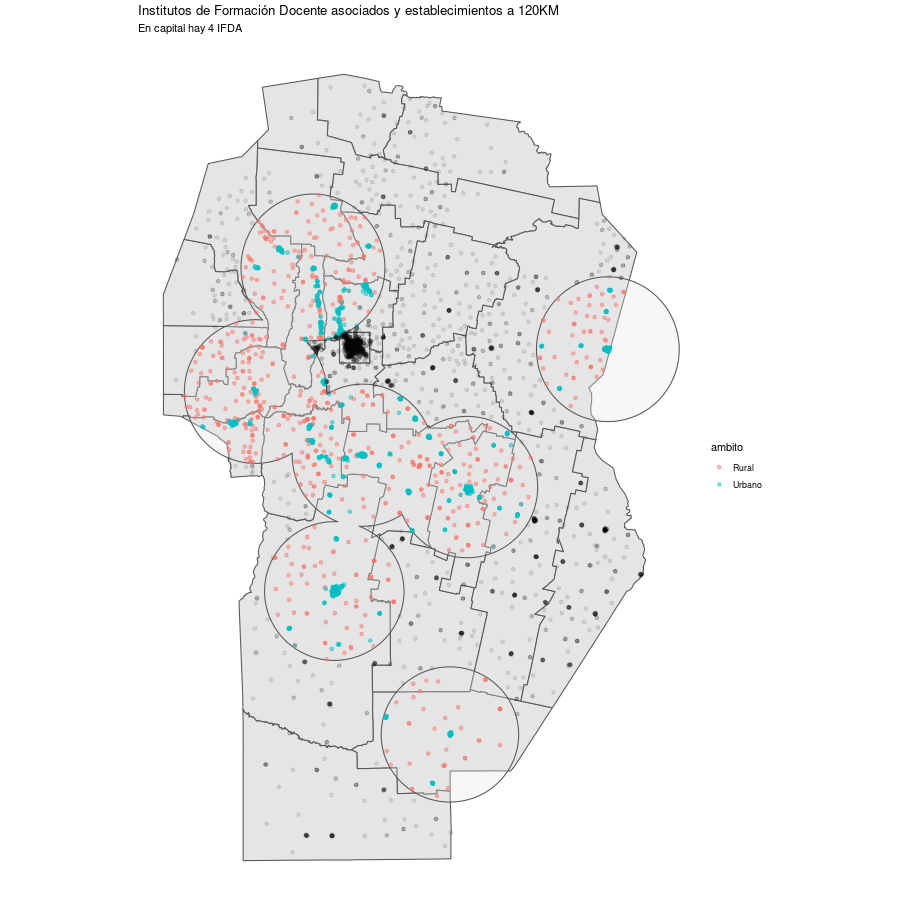 Institutos de Formación Docente asociados y establecimientos a 120KM
En capital hay 4 IFDA
ambito
Rural
Urbano